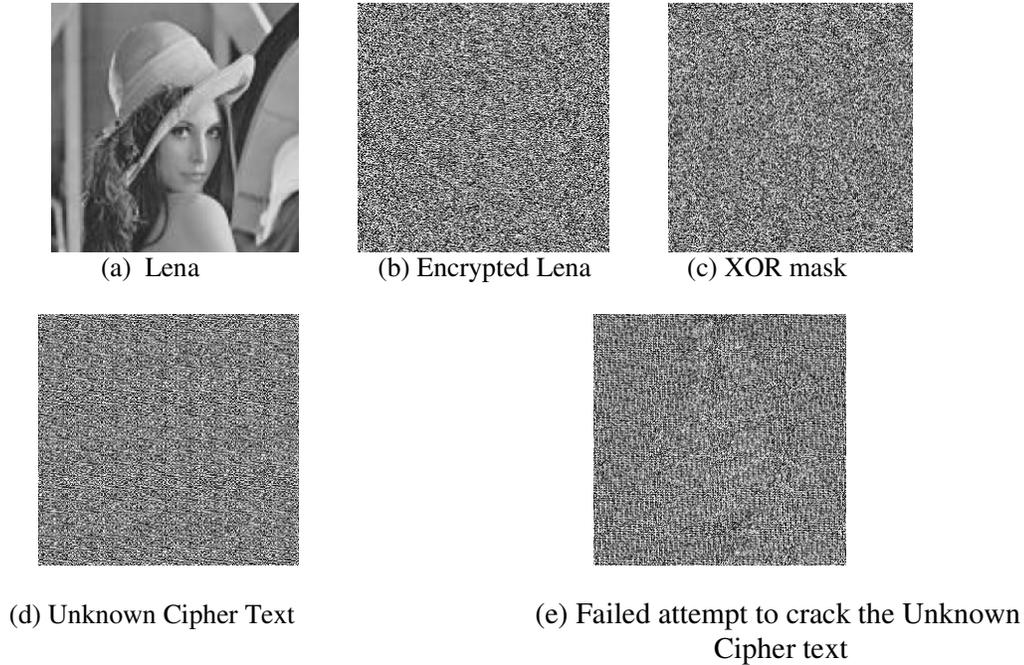 (a) Lena
(b) Encrypted Lena
(c) XOR mask
(d) Unknown Cipher Text
(e) Failed attempt to crack the Unknown
Cipher text